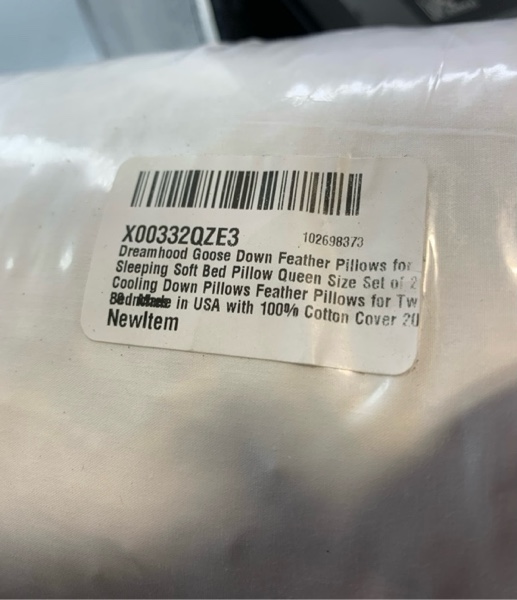 X00332QZE3
102698373
Dreamhood Goose Down Feather Pillows for
Sleeping Soft Bed Pillow Queen Size Set of 2
Cooling Down Pillows Feather Pillows for Tw
in USA with 100% Cotton Cover 20
NewItem